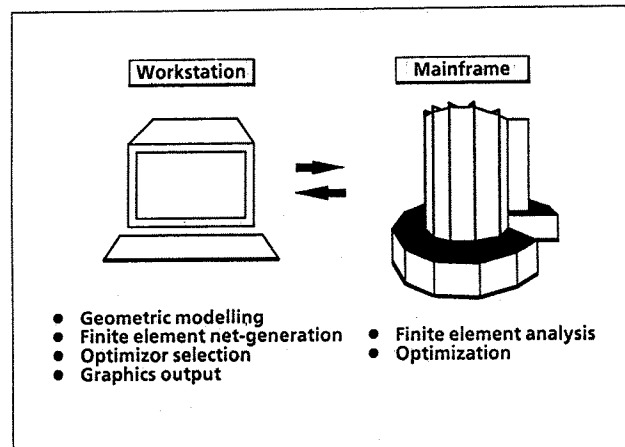 Workstation
Mainframe
● Geometric modelling
● Finite element net-generation
● Optimizor selection
● Graphics output
● Finite element analysis
● Optimization